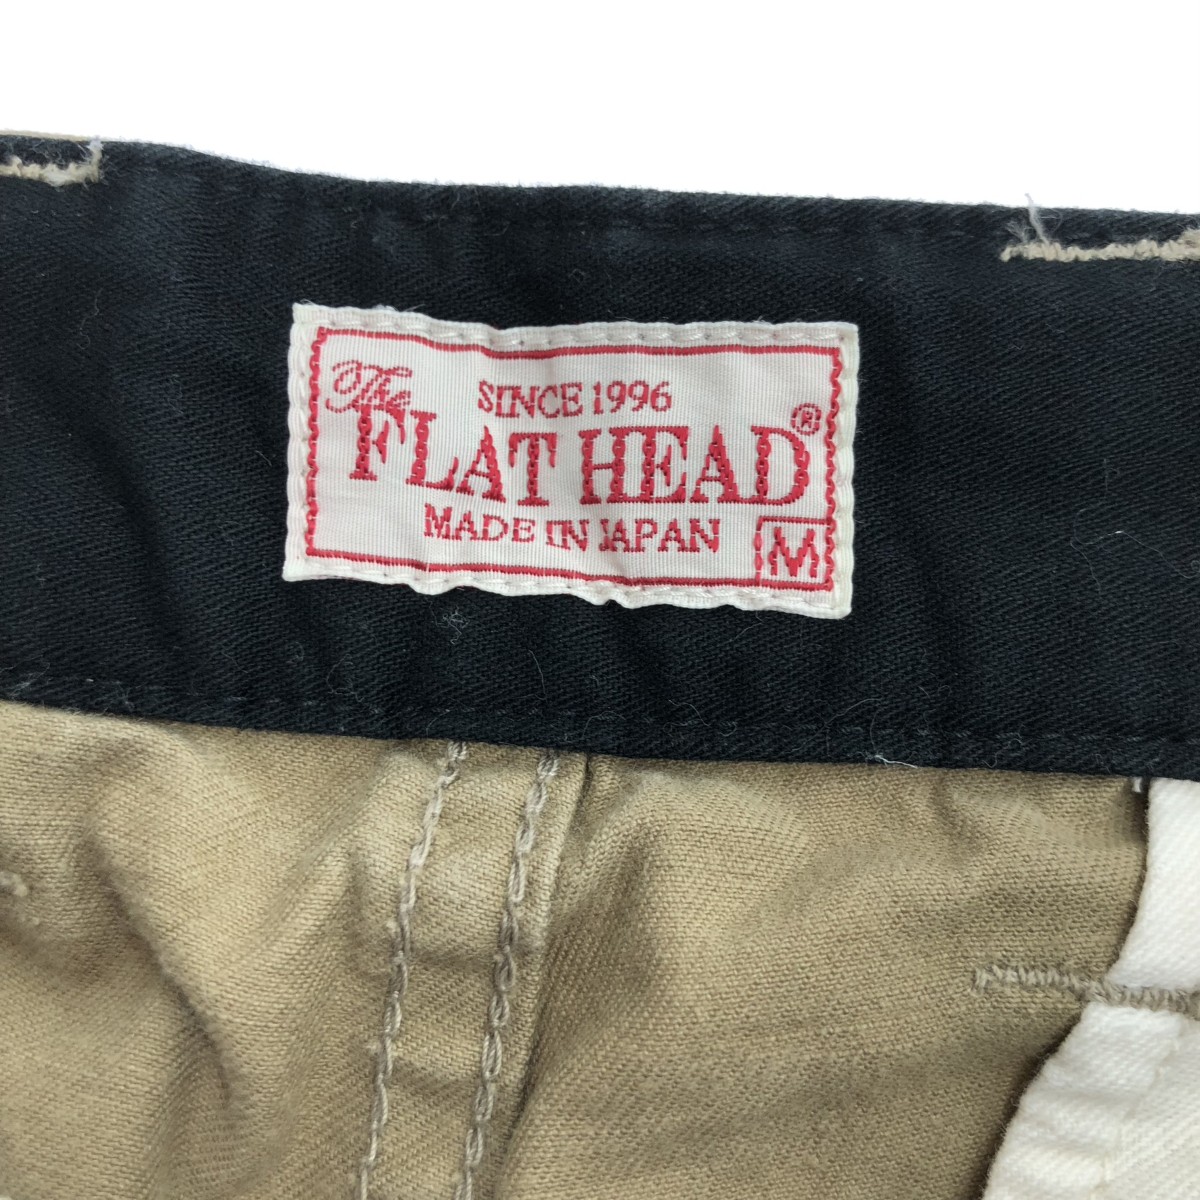 SINCE 1996
The
FLAT HEAD®
MADE IN JAPAN
M